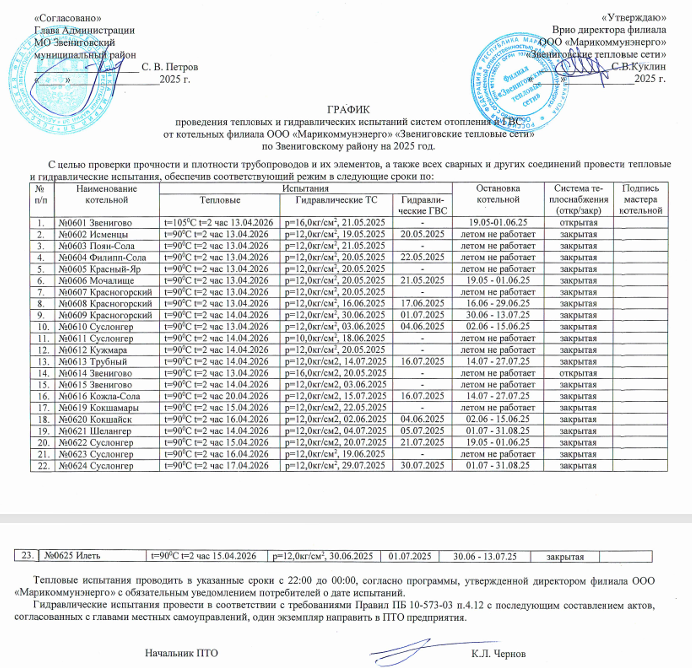 «Согласовано»
Глава Администрации
МО Звениговский
муниципальный район
С. В. Петров
«    »    2025 г.
«Утверждаю»
Врио директора филиала
ООО «Марикоммунэнерго»
«Звениговские тепловые сети»
С.В.Куклин
2025 г.
Филиал
«Звениговские
тепловые
сети»
ГРАФИК
проведения тепловых и гидравлических испытаний систем отопления и ГВС
от котельных филиала ООО «Марикоммунэнерго» «Звениговские тепловые сети»
по Звениговскому району на 2025 год.
С целью проверки прочности и плотности трубопроводов и их элементов, а также всех сварных и других соединений провести тепловые
и гидравлические испытания, обеспечив соответствующий режим в следующие сроки по:
№ п/п Наименование котельной Испытания Остановка котельной Система те-плоснабжения (откр/закр) Подпись мастера котельной
Тепловые Гидравлические ТС Гидравли-ческие ГВС
1. №0601 Звенигово t=105⁰C t=2 час 13.04.2026 р=16,0кг/см², 21.05.2025 - 19.05-01.06.25 открытая
2. №0602 Исменцы t=90⁰C t=2 час 13.04.2026 р=12,0кг/см², 19.05.2025 20.05.2025 летом не работает закрытая
3. №0603 Поян-Сола t=90⁰C t=2 час 13.04.2026 р=12,0кг/см², 21.05.2025 - летом не работает закрытая
4. №0604 Филипп-Сола t=90⁰C t=2 час 13.04.2026 р=12,0кг/см², 20.05.2025 22.05.2025 летом не работает закрытая
5. №0605 Красный-Яр t=90⁰C t=2 час 13.04.2026 р=12,0кг/см², 20.05.2025 - летом не работает закрытая
6. №0606 Мочалище t=90⁰C t=2 час 13.04.2026 р=12,0кг/см², 20.05.2025 21.05.2025 19.05 - 01.06.25 закрытая
7. №0607 Красногорский t=90⁰C t=2 час 14.04.2026 р=12,0кг/см², 20.05.2025 - летом не работает закрытая
8. №0608 Красногорский t=90⁰C t=2 час 14.04.2026 р=12,0кг/см², 16.06.2025 17.06.2025 16.06 - 29.06.25 закрытая
9. №0609 Красногорский t=90⁰C t=2 час 14.04.2026 р=12,0кг/см², 30.06.2025 01.07.2025 30.06 - 13.07.25 закрытая
10. №0610 Суслонгер t=90⁰C t=2 час 13.04.2026 р=12,0кг/см², 03.06.2025 04.06.2025 02.06 - 15.06.25 закрытая
11. №0611 Суслонгер t=90⁰C t=2 час 14.04.2026 р=10,0кг/см², 18.06.2025 - летом не работает закрытая
12. №0612 Кужмара t=90⁰C t=2 час 14.04.2026 р=12,0кг/см², 20.05.2025 - летом не работает закрытая
13. №0613 Трубный t=90⁰C t=2 час 14.04.2026 р=12,0кг/см2, 14.07.2025 16.07.2025 14.07 - 27.07.25 закрытая
14. №0614 Звенигово t=90⁰C t=2 час 13.04.2026 р=16,0кг/см2, 20.05.2025 - летом не работает открытая
15. №0615 Звенигово t=90⁰C t=2 час 14.04.2026 р=12,0кг/см2, 03.06.2025 - летом не работает закрытая
16. №0616 Кожла-Сола t=90⁰C t=2 час 20.04.2026 р=12,0кг/см2, 15.07.2025 16.07.2025 14.07 - 27.07.25 закрытая
17. №0619 Кокшамары t=90⁰C t=2 час 15.04.2026 р=12,0кг/см2, 22.05.2025 - летом не работает закрытая
18. №0620 Кокшайск t=90⁰C t=2 час 16.04.2026 р=12,0кг/см², 02.06.2025 04.06.2025 02.06 - 15.06.25 закрытая
19. №0621 Шелангер t=90⁰C t=2 час 14.04.2026 р=12,0кг/см2, 04.07.2025 05.07.2025 01.07 - 31.08.25 закрытая
20. №0622 Суслонгер t=90⁰C t=2 час 15.04.2026 р=12,0кг/см², 20.07.2025 21.07.2025 19.05 - 01.06.25 закрытая
21. №0623 Суслонгер t=90⁰C t=2 час 16.04.2026 р=12,0кг/см², 19.06.2025 - летом не работает закрытая
22. №0624 Суслонгер t=90⁰C t=2 час 17.04.2026 р=12,0кг/см², 29.07.2025 30.07.2025 01.07 - 31.08.25 закрытая
23. №0625 Илеть t=90⁰C t=2 час 15.04.2026 р=12,0кг/см², 30.06.2025 01.07.2025 30.06 - 13.07.25 закрытая
Тепловые испытания проводить в указанные сроки с 22:00 до 00:00, согласно программы, утвержденной директором филиала ООО
«Марикоммунэнерго» с обязательным уведомлением потребителей о дате испытаний.
Гидравлические испытания провести в соответствии с требованиями Правил ПБ 10-573-03 п.4.12 с последующим составлением актов,
согласованных с главами местных самоуправлений, один экземпляр направить в ПТО предприятия.
Начальник ПТО К.Л. Чернов